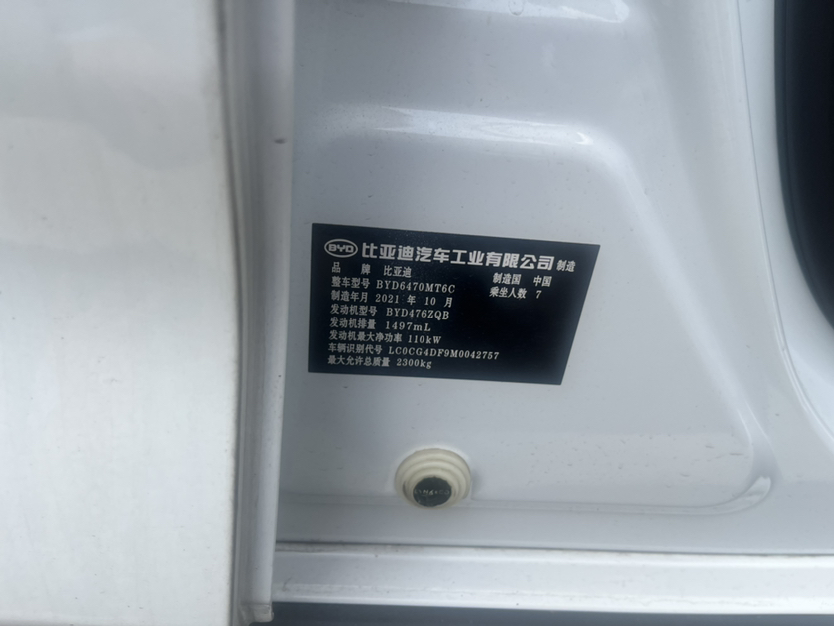 BYD 比亚迪汽车工业有限公司 制造
品 牌 比亚迪 制造国 中国
整车型号 BYD6470MT6C 乘坐人数 7
制造年月 2021 年 10 月
发动机型号 BYD476ZQB
发动机排量 1497mL
发动机最大净功率 110kW
车辆识别代号 LC0CG4DF9M0042757
最大允许总质量 2300kg